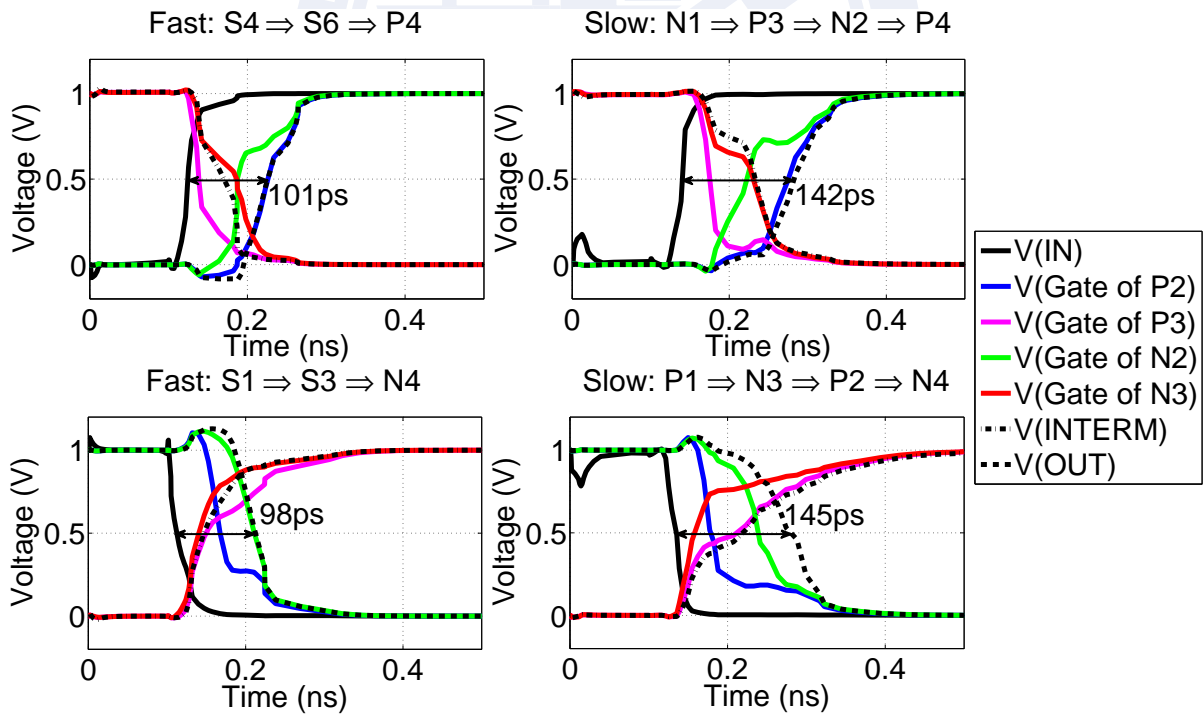 Fast: S4 ⇒ S6 ⇒ P4
Slow: N1 ⇒ P3 ⇒ N2 ⇒ P4
Voltage (V)
1
0.5
0
101ps
0
0.2
0.4
Time (ns)
Voltage (V)
1
0.5
0
142ps
0
0.2
0.4
Time (ns)
Fast: S1 ⇒ S3 ⇒ N4
Slow: P1 ⇒ N3 ⇒ P2 ⇒ N4
Voltage (V)
1
0.5
0
98ps
0
0.2
0.4
Time (ns)
Voltage (V)
1
0.5
0
145ps
0
0.2
0.4
Time (ns)
V(IN)
V(Gate of P2)
V(Gate of P3)
V(Gate of N2)
V(Gate of N3)
V(INTERM)
V(OUT)